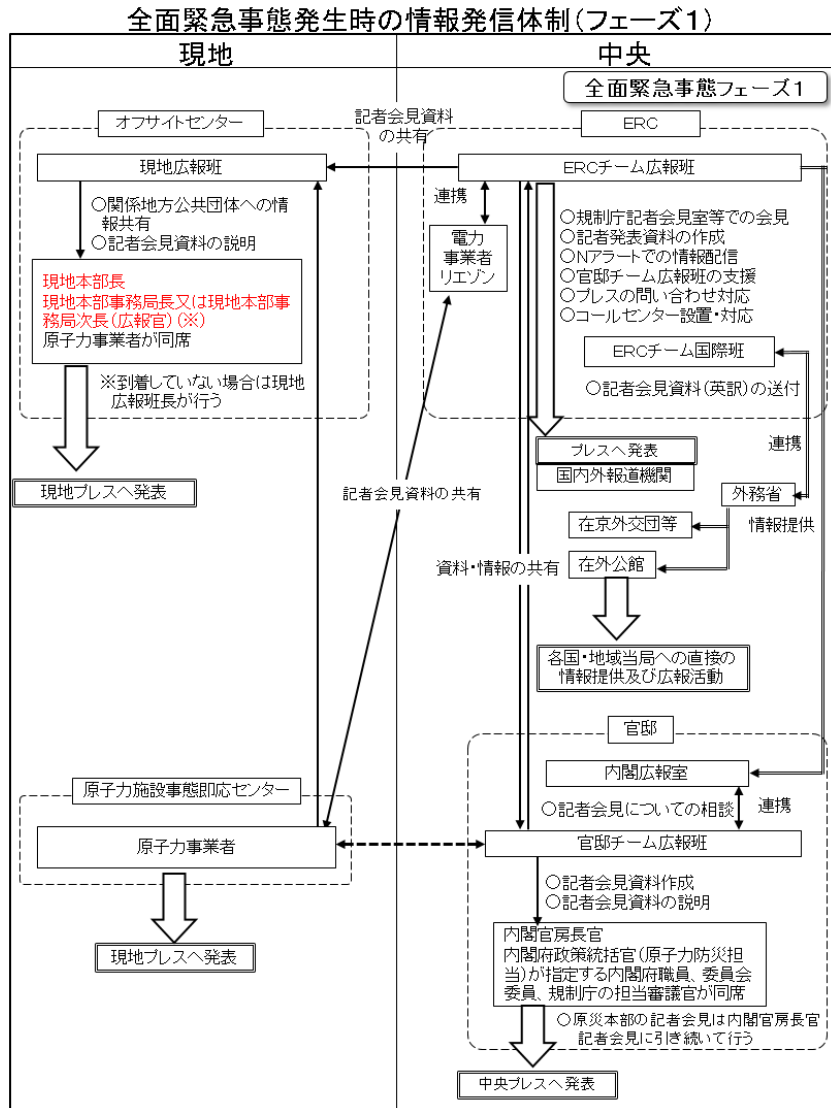 全面緊急事態発生時の情報発信体制(フェーズ1)
現地
中央
全面緊急事態フェーズ1
オフサイトセンター
記者会見資料
の共有
ERC
現地広報班
ERCチーム広報班
○関係地方公共団体への情
報共有
○記者会見資料の説明
連携
電力
事業者
リエゾン
○規制庁記者会見室等での会見
○記者発表資料の作成
○Nアラートでの情報配信
○官邸チーム広報班の支援
○プレスの問い合わせ対応
○コールセンター設置・対応
現地本部長
現地本部事務局長又は現地本部事
務局次長(広報官)(※)
原子力事業者が同席
ERCチーム国際班
※到着していない場合は現地
広報班長が行う
○記者会見資料(英訳)の送付
連携
プレスへ発表
国内外報道機関
現地プレスへ発表
記者会見資料の共有
外務省
在京外交団等
情報提供
資料・情報の共有
在外公館
各国・地域当局への直接の
情報提供及び広報活動
官邸
内閣広報室
原子力施設事態即応センター
○記者会見についての相談
連携
原子力事業者
官邸チーム広報班
○記者会見資料作成
○記者会見資料の説明
現地プレスへ発表
内閣官房長官
内閣府政策統括官(原子力防災担
当)が指定する内閣府職員、委員会
委員、規制庁の担当審議官が同席
○原災本部の記者会見は内閣官房長官
記者会見に引き続いて行う
中央プレスへ発表